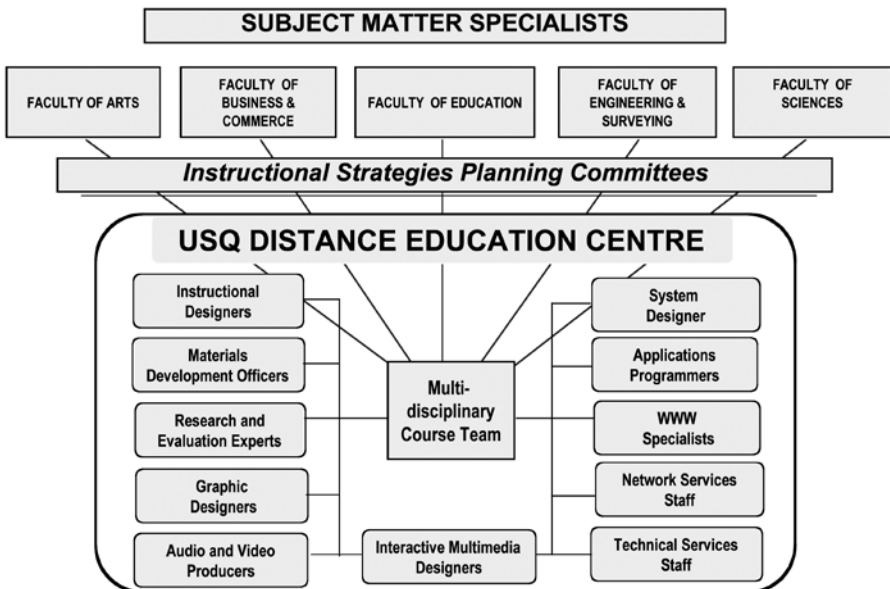 SUBJECT MATTER SPECIALISTS
FACULTY OF ARTS
FACULTY OF
BUSINESS &
COMMERCE
FACULTY OF EDUCATION
FACULTY OF
ENGINEERING &
SURVEYING
FACULTY OF
SCIENCES
Instructional Strategies Planning Committees
USQ DISTANCE EDUCATION CENTRE
Instructional
Designers
Materials
Development Officers
Research and
Evaluation Experts
Graphic
Designers
Audio and Video
Producers
Multi-
disciplinary
Course Team
Interactive Multimedia
Designers
System
Designer
Applications
Programmers
WWW
Specialists
Network Services
Staff
Technical Services
Staff